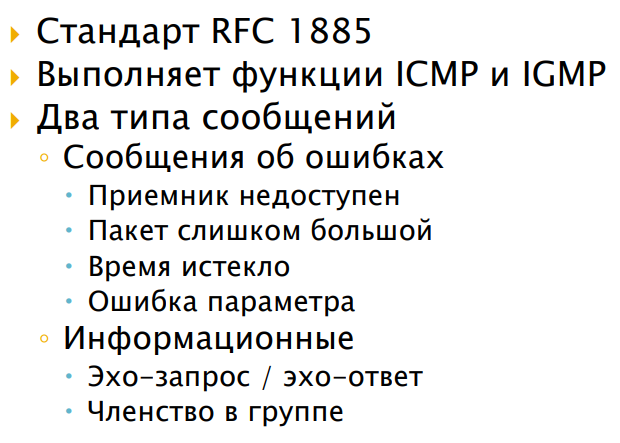 Стандарт RFC 1885
Выполняет функции ICMP и IGMP
Два типа сообщений
Сообщения об ошибках
Приемник недоступен
Пакет слишком большой
Время истекло
Ошибка параметра
Информационные
Эхо-запрос / эхо-ответ
Членство в группе